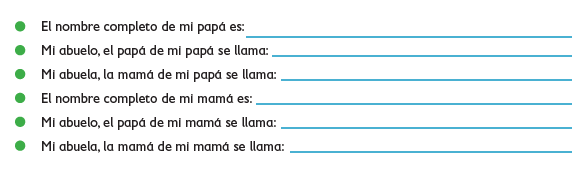 El nombre completo de mi papá es:
Mi abuelo, el papá de mi papá se llama:
Mi abuela, la mamá de mi papá se llama:
El nombre completo de mi mamá es:
Mi abuelo, el papá de mi mamá se llama:
Mi abuela, la mamá de mi mamá se llama: